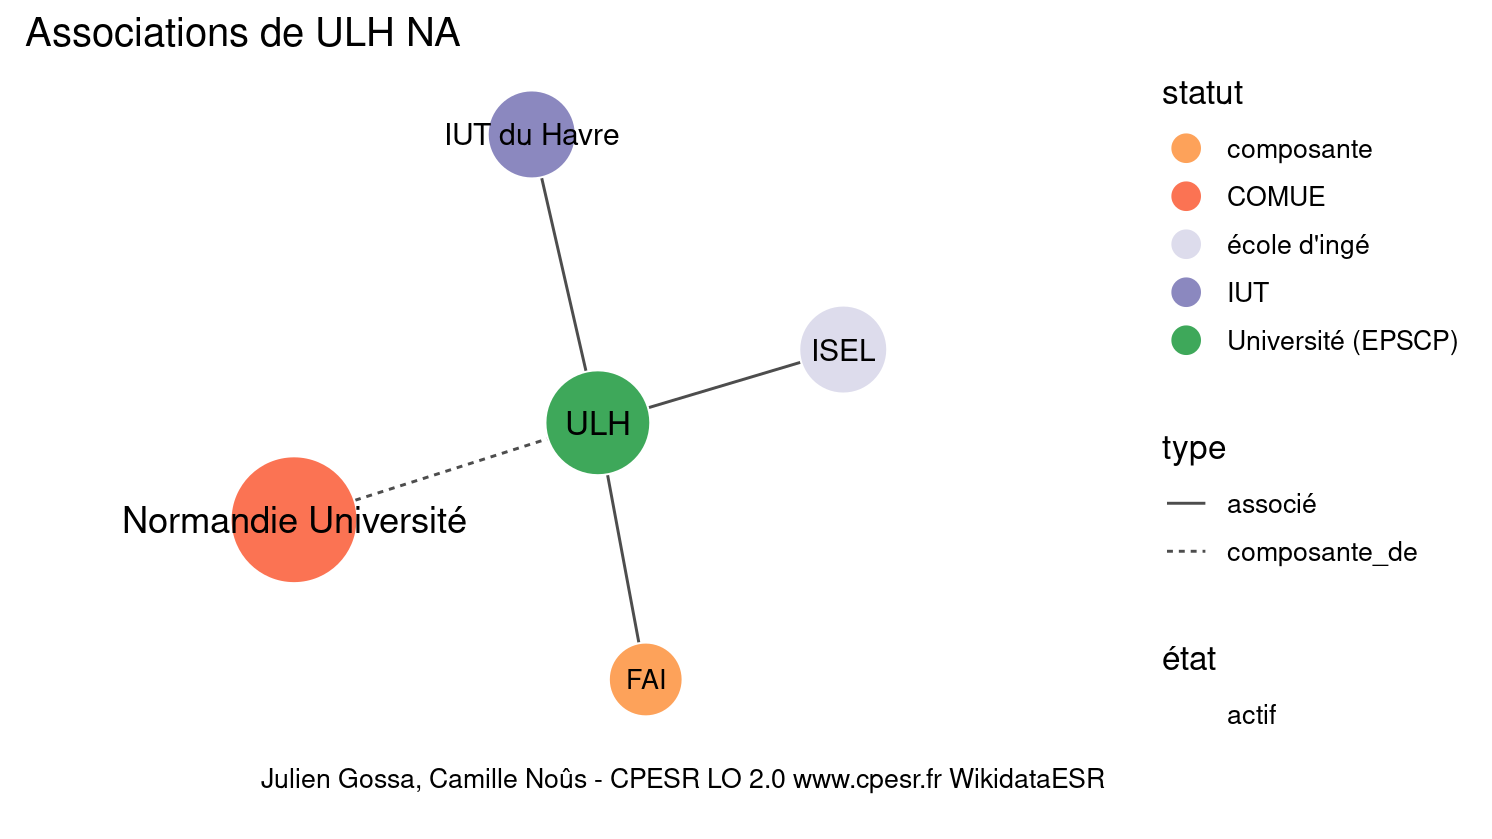 Associations de ULH NA
IUT du Havre
ISEL
ULH
Normandie Université
FAI
statut
composante
COMUE
école d'ingé
IUT
Université (EPSCP)
type
associé
composante_de
état
actif
Julien Gossa, Camille Noûs - CPESR LO 2.0 www.cpesr.fr WikidataESR